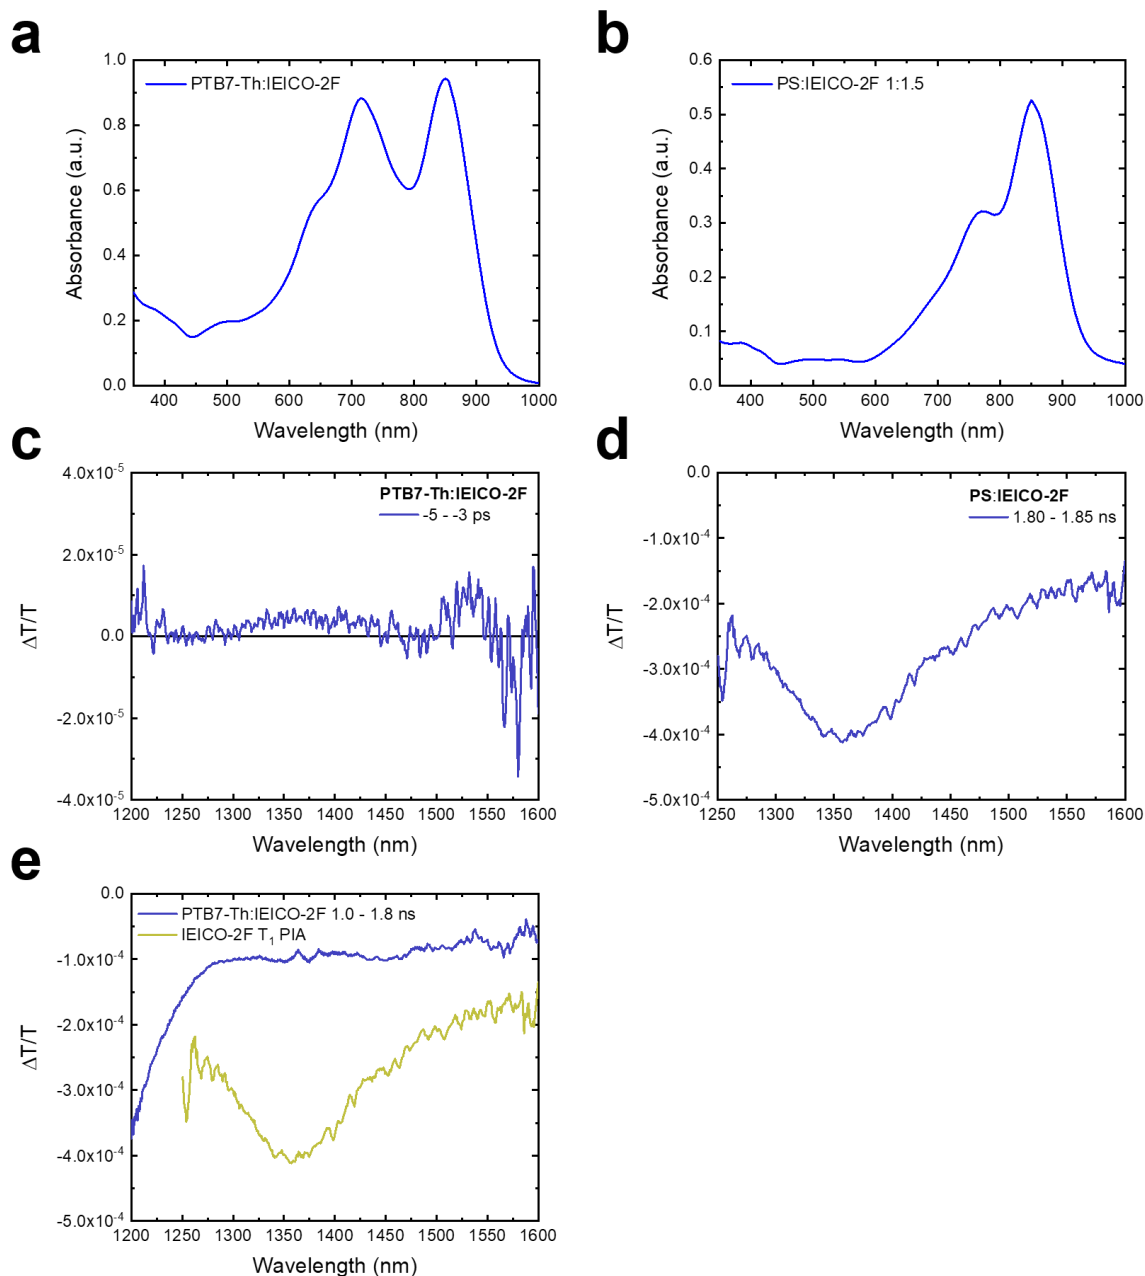 a
1.0
0.8
0.6
0.4
0.2
0.0
Absorbance (a.u.)
PTB7-Th:IEICO-2F
400 500 600 700 800 900 1000
Wavelength (nm)
b
0.6
0.5
0.4
0.3
0.2
0.1
0.0
Absorbance (a.u.)
PS:IEICO-2F 1:1.5
400 500 600 700 800 900 1000
Wavelength (nm)
c
4.0x10⁻⁵
2.0x10⁻⁵
0.0
-2.0x10⁻⁵
-4.0x10⁻⁵
ΔT/T
PTB7-Th:IEICO-2F
-5 - -3 ps
1200 1250 1300 1350 1400 1450 1500 1550 1600
Wavelength (nm)
d
0.0
-1.0x10⁻⁴
-2.0x10⁻⁴
-3.0x10⁻⁴
-4.0x10⁻⁴
-5.0x10⁻⁴
ΔT/T
PS:IEICO-2F
1.80 - 1.85 ns
1250 1300 1350 1400 1450 1500 1550 1600
Wavelength (nm)
e
0.0
-1.0x10⁻⁴
-2.0x10⁻⁴
-3.0x10⁻⁴
-4.0x10⁻⁴
-5.0x10⁻⁴
ΔT/T
PTB7-Th:IEICO-2F 1.0 - 1.8 ns
IEICO-2F T₁ PIA
1200 1250 1300 1350 1400 1450 1500 1550 1600
Wavelength (nm)